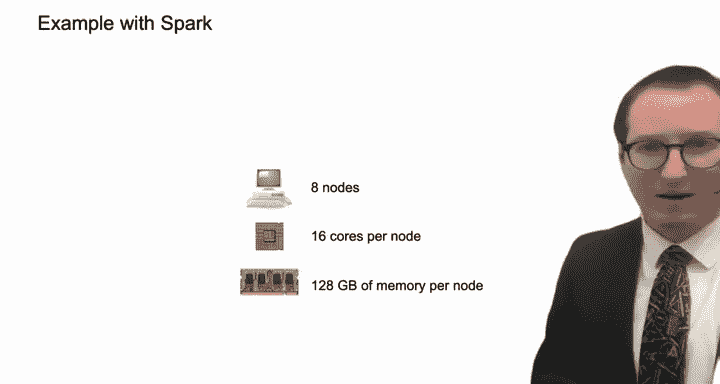 Example with Spark
8 nodes
16 cores per node
128 GB of memory per node